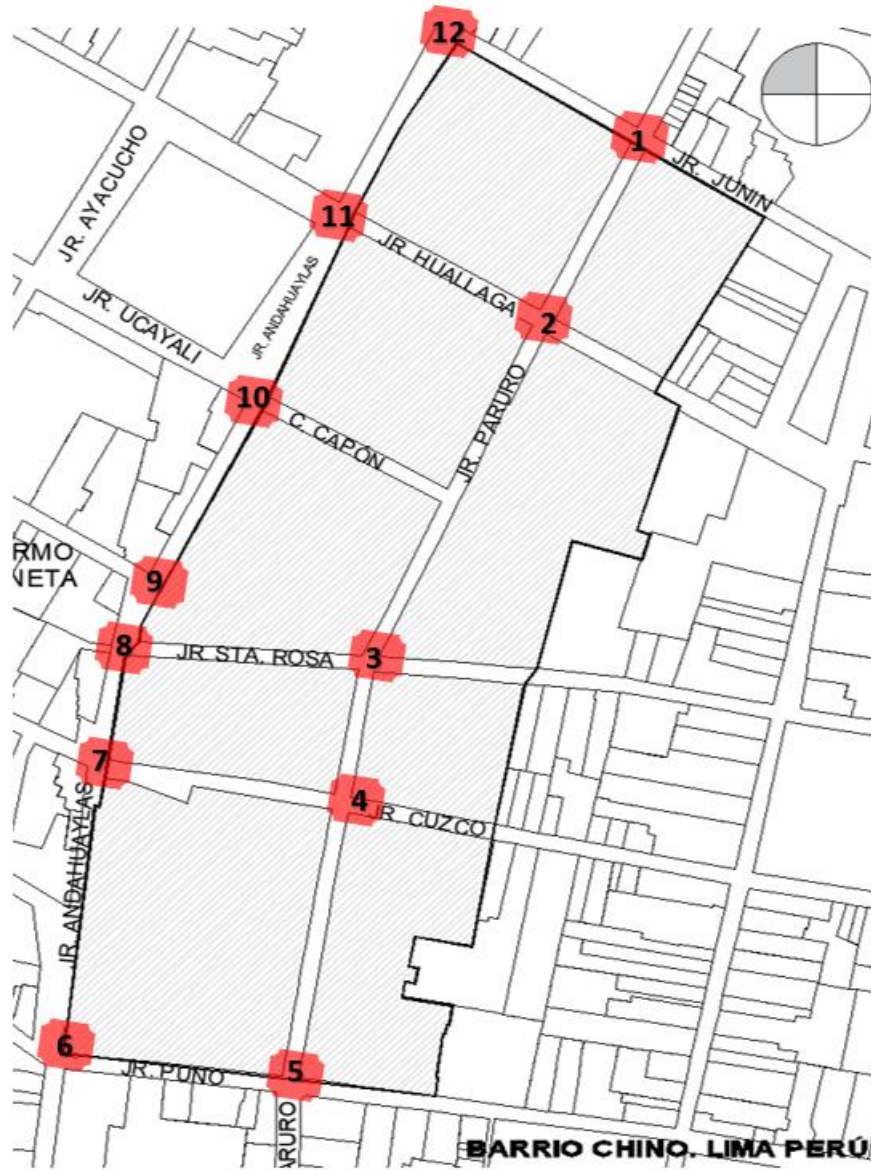 12
1
JR. JUNIN
JR. AYACUCHO
11
JR. HUALLAGA
JR. ANDAHUAYLAS
JR. UCAYALI
2
10
C. CAPÓN
JR. PARURO
RMO
NETA
9
8
JR. STA. ROSA
3
7
4
JR. CUZCO
JR. ANDAHUAYLAS
6
JR. PUNO
5
ARURO
BARRIO CHINO. LIMA PERÚ